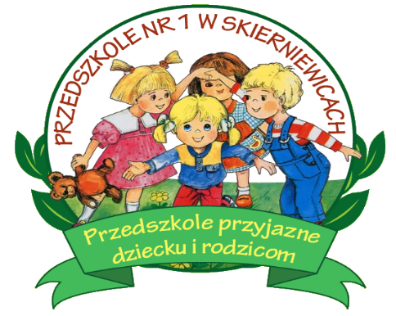 PRZEDSZKOLE NR 1 W SKIERNIEWICACH
Przedszkole przyjazne
dziecku i rodzicom